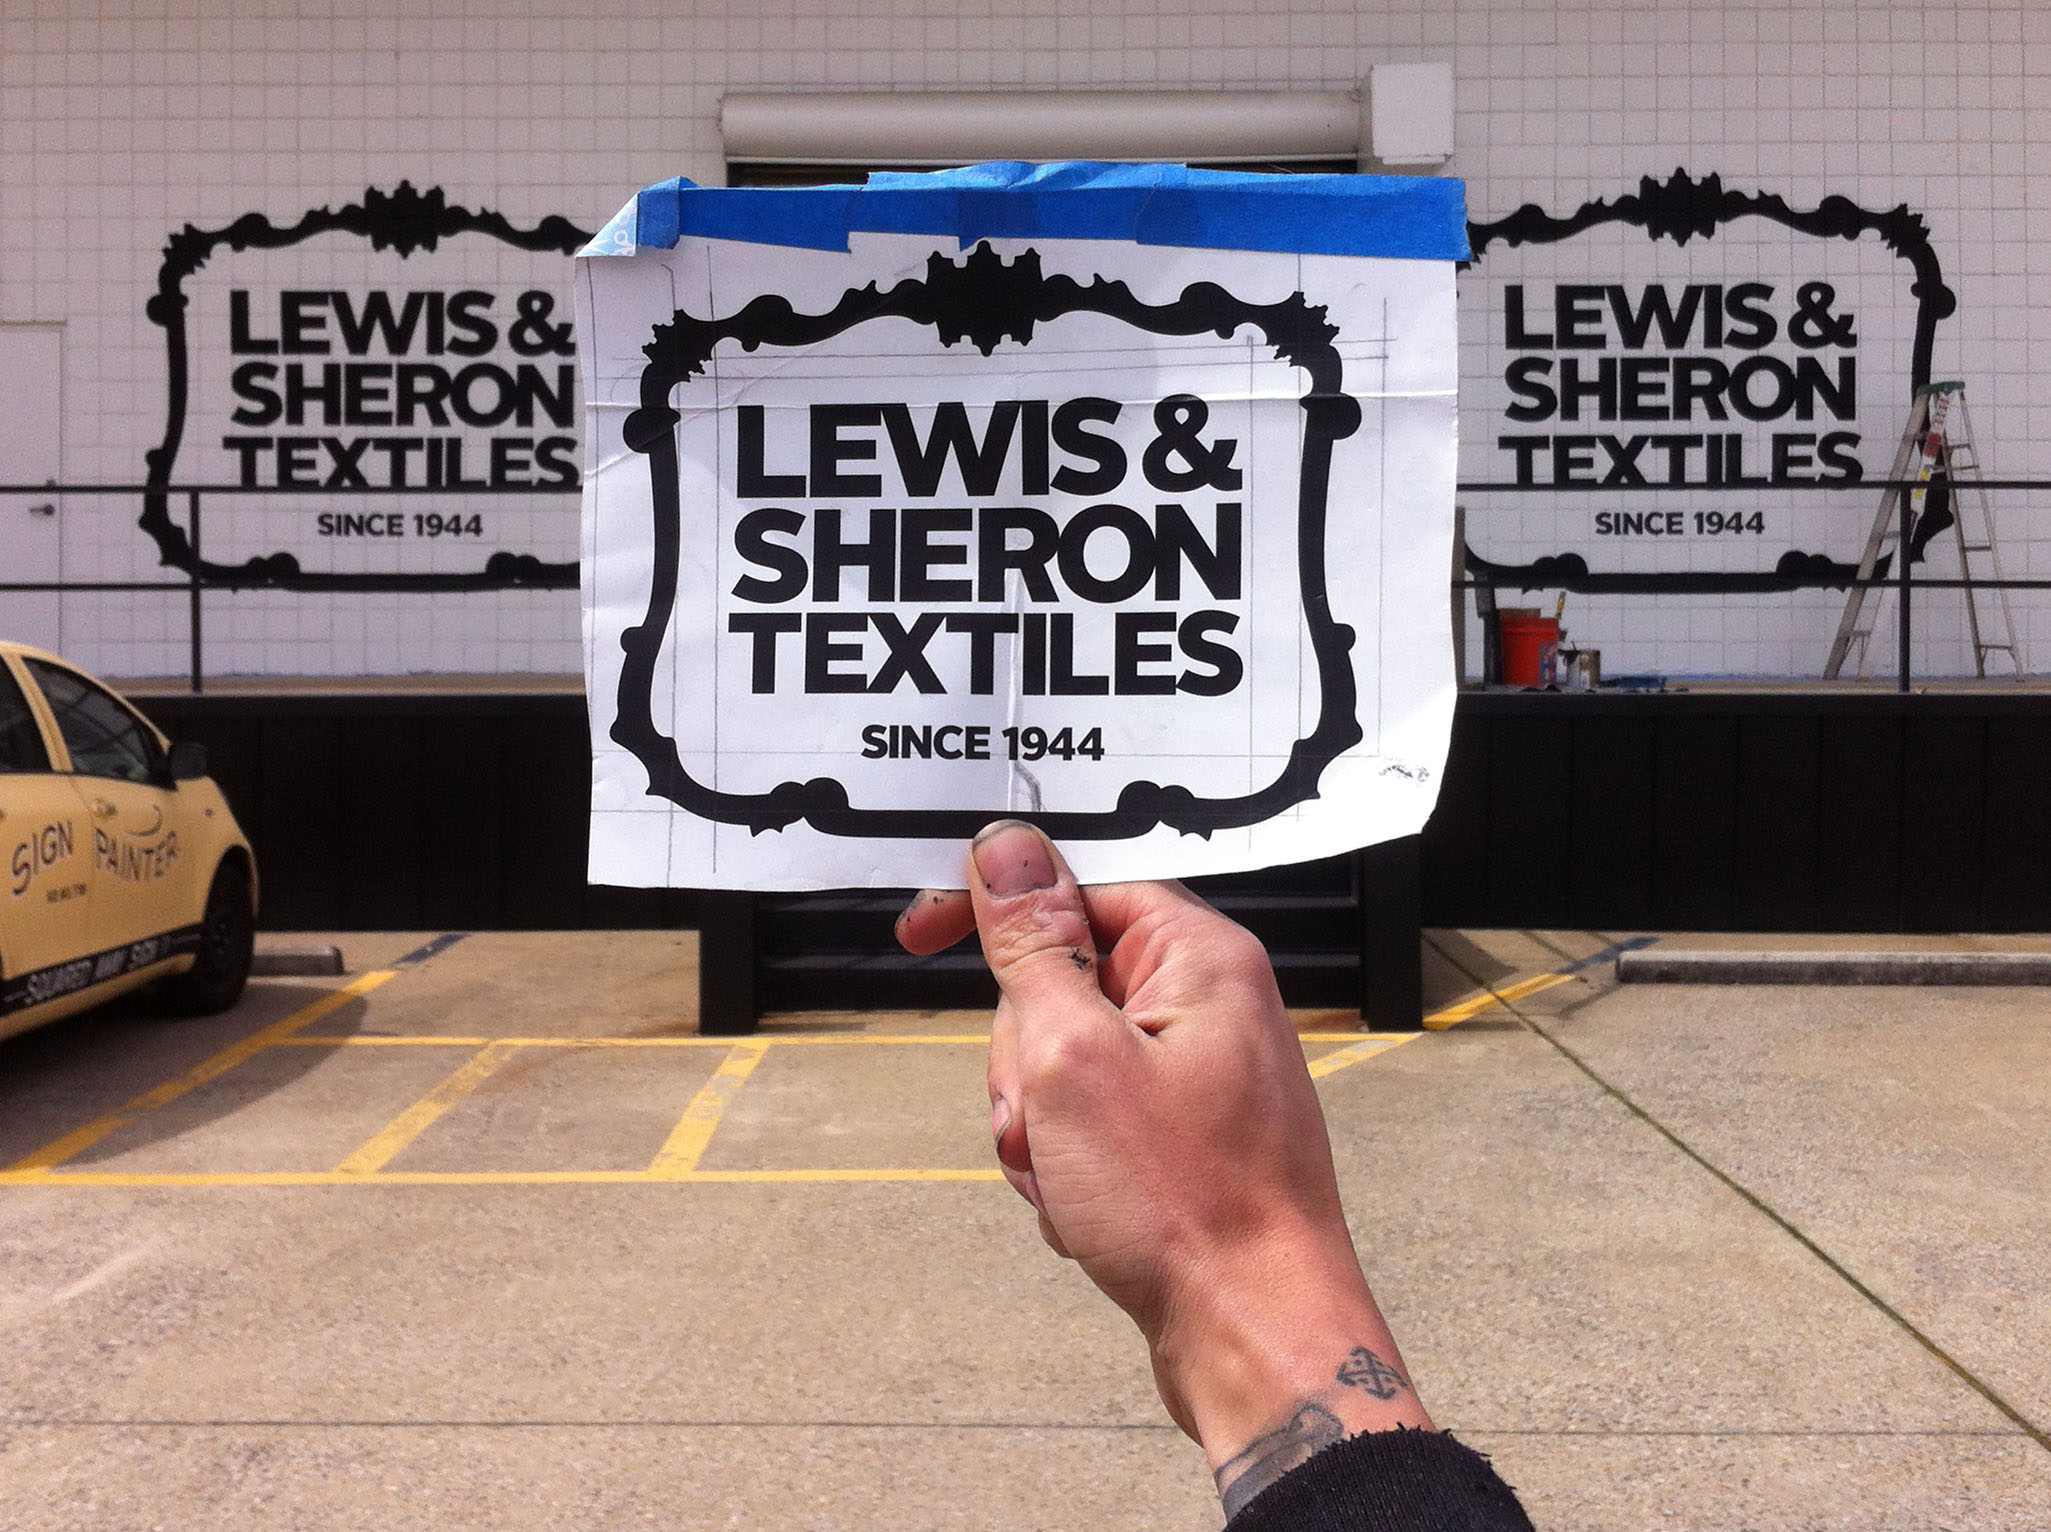 LEWIS &
SHERON
TEXTILES
SINCE 1944
LEWIS &
SHERON
TEXTILES
SINCE 1944
LEWIS &
SHERON
TEXTILES
SINCE 1944
SIGN PAINTER